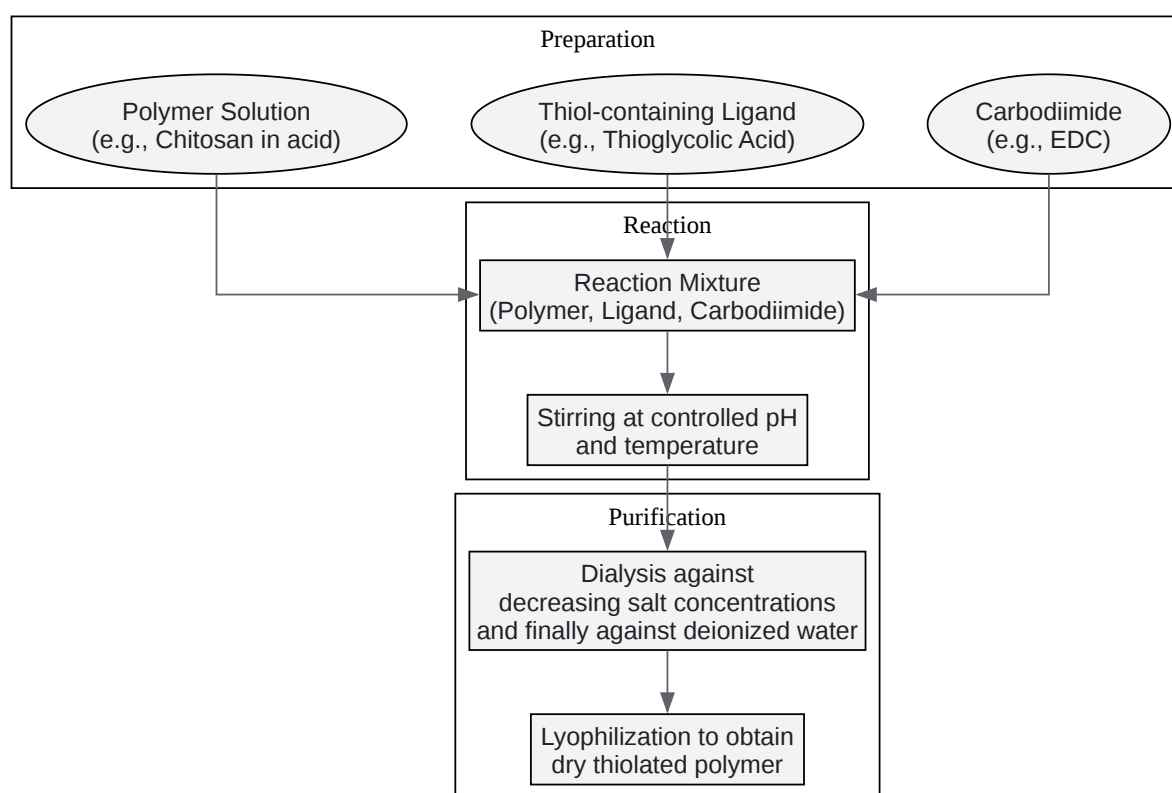 Preparation
Polymer Solution
(e.g., Chitosan in acid)
Thiol-containing Ligand
(e.g., Thioglycolic Acid)
Carbodiimide
(e.g., EDC)
Reaction
Reaction Mixture
(Polymer, Ligand, Carbodiimide)
Stirring at controlled pH
and temperature
Purification
Dialysis against
decreasing salt concentrations
and finally against deionized water
Lyophilization to obtain
dry thiolated polymer